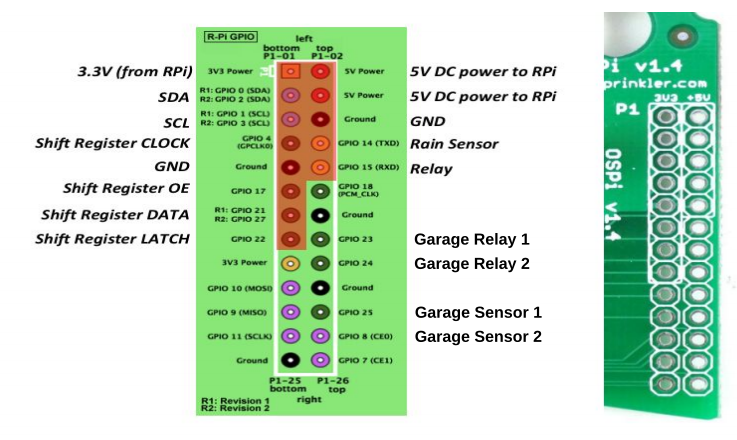 R-Pi GPIO
left
bottom top
P1-01 P1-02
3.3V (from RPi) 3V3 Power 5V Power 5V DC power to RPi
SDA R1: GPIO 0 (SDA) R2: GPIO 2 (SDA) 5V Power 5V DC power to RPi
SCL R1: GPIO 1 (SCL) R2: GPIO 3 (SCL) Ground GND
Shift Register CLOCK GPIO 4 (GPCLK0) GPIO 14 (TXD) Rain Sensor
GND Ground GPIO 15 (RXD) Relay
Shift Register OE GPIO 17 GPIO 18 (PCM_CLK)
Shift Register DATA R1: GPIO 21 R2: GPIO 27 Ground
Shift Register LATCH GPIO 22 GPIO 23 Garage Relay 1
3V3 Power GPIO 24 Garage Relay 2
GPIO 10 (MOSI) Ground
GPIO 9 (MISO) GPIO 25 Garage Sensor 1
GPIO 11 (SCLK) GPIO 8 (CE0) Garage Sensor 2
Ground GPIO 7 (CE1)
P1-25 P1-26
bottom top
right
R1: Revision 1
R2: Revision 2
Pi v1.4
prinkler.com
3V3 +5V
P1
OSPi v1.4